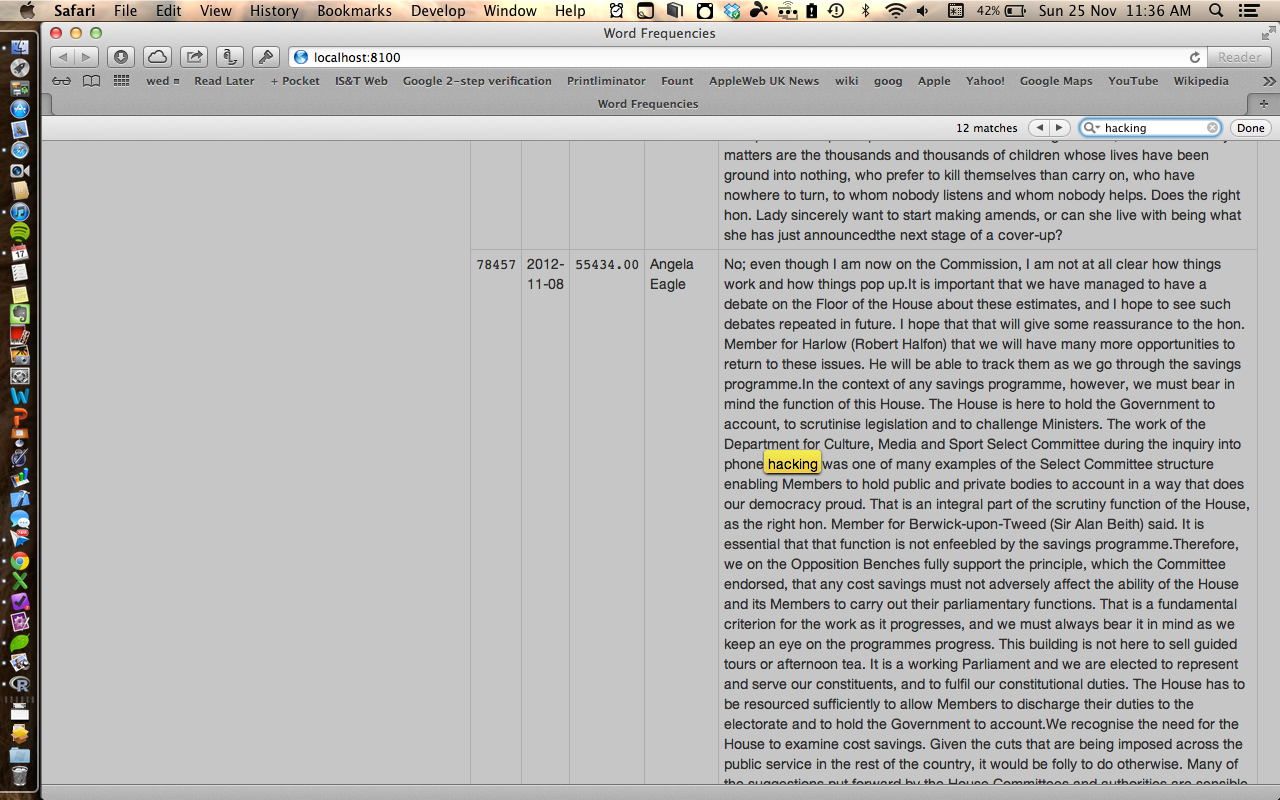 Safari File Edit View History Bookmarks Develop Window Help 42% Sun 25 Nov 11:36 AM
Word Frequencies
localhost:8100
Reader
wed Read Later + Pocket IS&T Web Google 2-step verification Printliminator Fount AppleWeb UK News wiki goog Apple Yahoo! Google Maps YouTube Wikipedia
Word Frequencies
12 matches hacking Done
matters are the thousands and thousands of children whose lives have been
ground into nothing, who prefer to kill themselves than carry on, who have
nowhere to turn, to whom nobody listens and whom nobody helps. Does the right
hon. Lady sincerely want to start making amends, or can she live with being what
she has just announcedthe next stage of a cover-up?
78457 2012-11-08 55434.00 Angela Eagle
No; even though I am now on the Commission, I am not at all clear how things
work and how things pop up.It is important that we have managed to have a
debate on the Floor of the House about these estimates, and I hope to see such
debates repeated in future. I hope that that will give some reassurance to the hon.
Member for Harlow (Robert Halfon) that we will have many more opportunities to
return to these issues. He will be able to track them as we go through the savings
programme.In the context of any savings programme, however, we must bear in
mind the function of this House. The House is here to hold the Government to
account, to scrutinise legislation and to challenge Ministers. The work of the
Department for Culture, Media and Sport Select Committee during the inquiry into
phone hacking was one of many examples of the Select Committee structure
enabling Members to hold public and private bodies to account in a way that does
our democracy proud. That is an integral part of the scrutiny function of the House,
as the right hon. Member for Berwick-upon-Tweed (Sir Alan Beith) said. It is
essential that that function is not enfeebled by the savings programme.Therefore,
we on the Opposition Benches fully support the principle, which the Committee
endorsed, that any cost savings must not adversely affect the ability of the House
and its Members to carry out their parliamentary functions. That is a fundamental
criterion for the work as it progresses, and we must always bear it in mind as we
keep an eye on the programmes progress. This building is not here to sell guided
tours or afternoon tea. It is a working Parliament and we are elected to represent
and serve our constituents, and to fulfil our constitutional duties. The House has to
be resourced sufficiently to allow Members to discharge their duties to the
electorate and to hold the Government to account.We recognise the need for the
House to examine cost savings. Given the cuts that are being imposed across the
public service in the rest of the country, it would be folly to do otherwise. Many of
the suggestions put forward by the House Committees and authorities are sensible